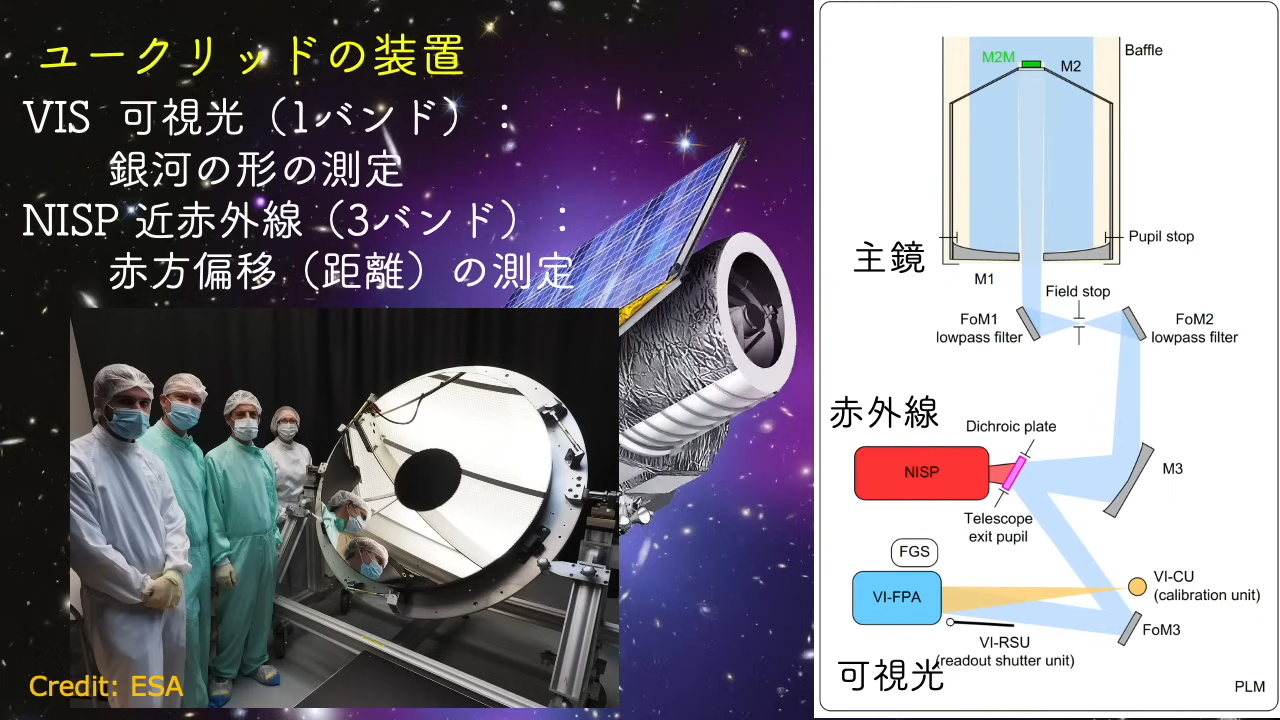 ユークリッドの装置
VIS 可視光（1バンド）：
銀河の形の測定
NISP 近赤外線（3バンド）：
赤方偏移（距離）の測定
Credit: ESA
Baffle
M2M
M2
主鏡
Pupil stop
M1
Field stop
FoM1
lowpass filter
FoM2
lowpass filter
赤外線
Dichroic plate
NISP
M3
Telescope
exit pupil
FGS
VI-FPA
VI-CU
(calibration unit)
FoM3
VI-RSU
(readout shutter unit)
可視光
PLM